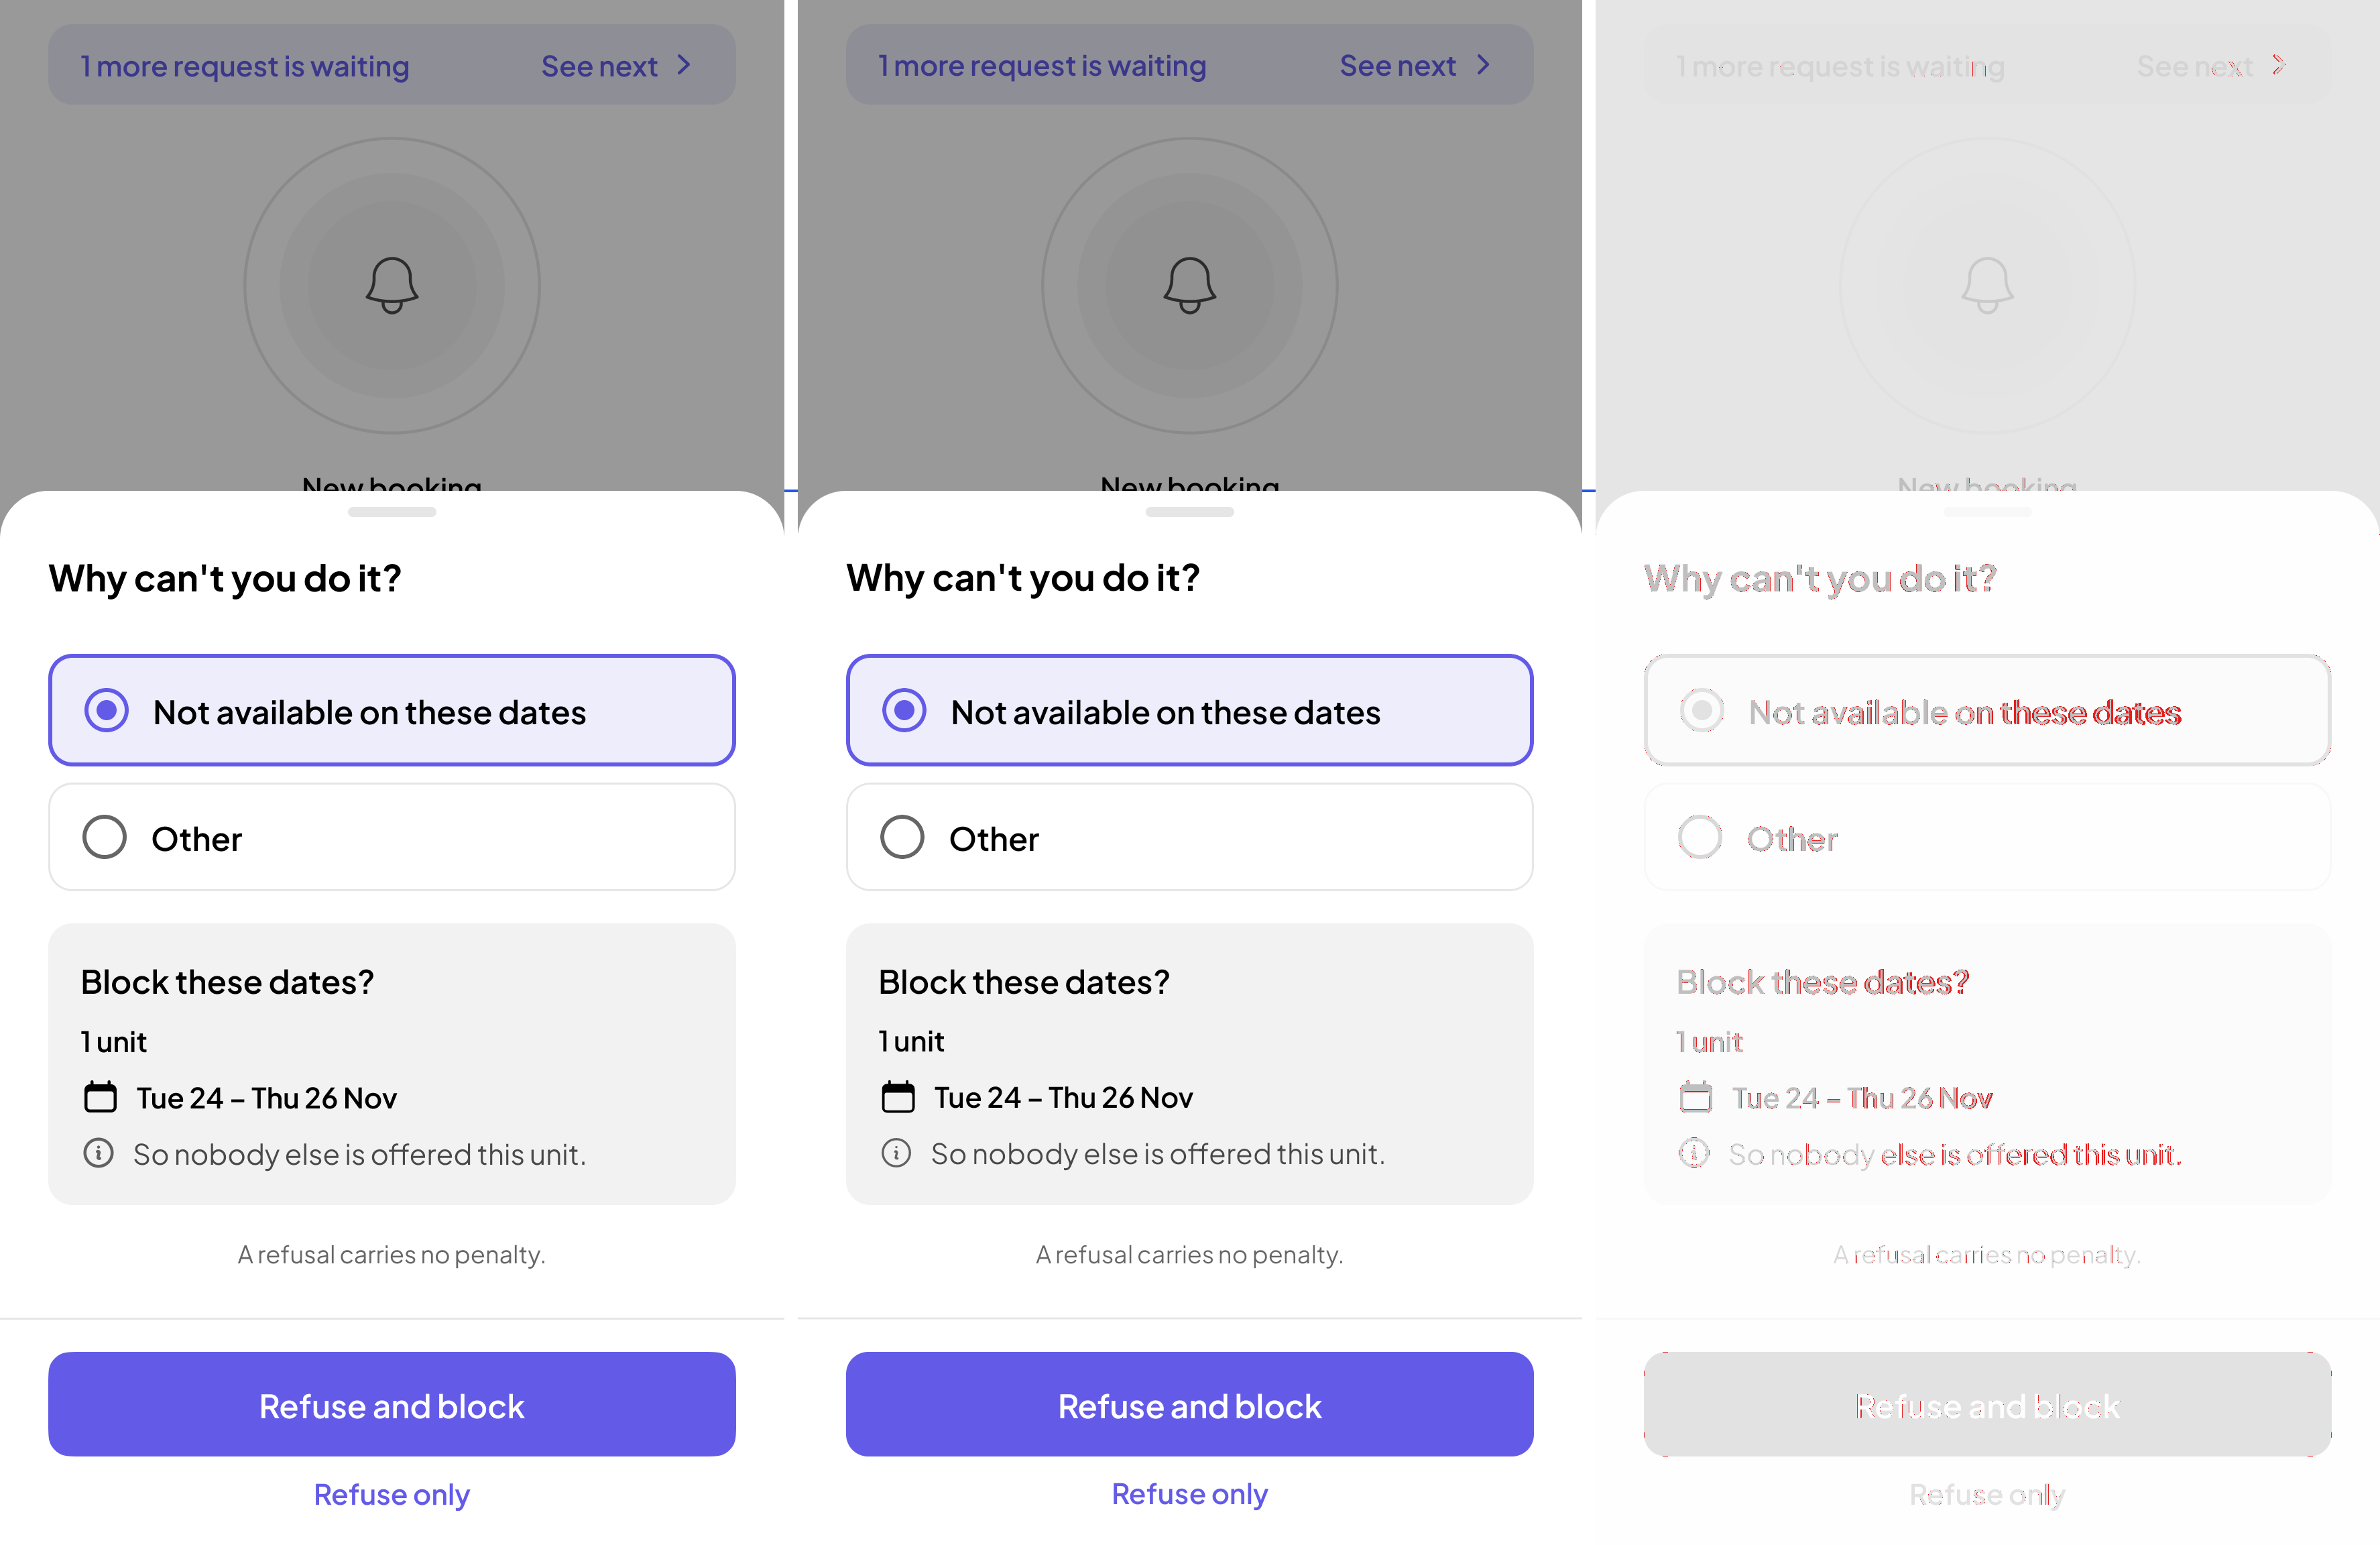 1 more request is waiting See next
New booking
Why can't you do it?
Not available on these dates
Other
Block these dates?
1 unit
Tue 24 – Thu 26 Nov
So nobody else is offered this unit.
A refusal carries no penalty.
Refuse and block
Refuse only
1 more request is waiting See next
New booking
Why can't you do it?
Not available on these dates
Other
Block these dates?
1 unit
Tue 24 – Thu 26 Nov
So nobody else is offered this unit.
A refusal carries no penalty.
Refuse and block
Refuse only
1 more request is waiting See next
New booking
Why can't you do it?
Not available on these dates
Other
Block these dates?
1 unit
Tue 24 – Thu 26 Nov
So nobody else is offered this unit.
A refusal carries no penalty.
Refuse and block
Refuse only